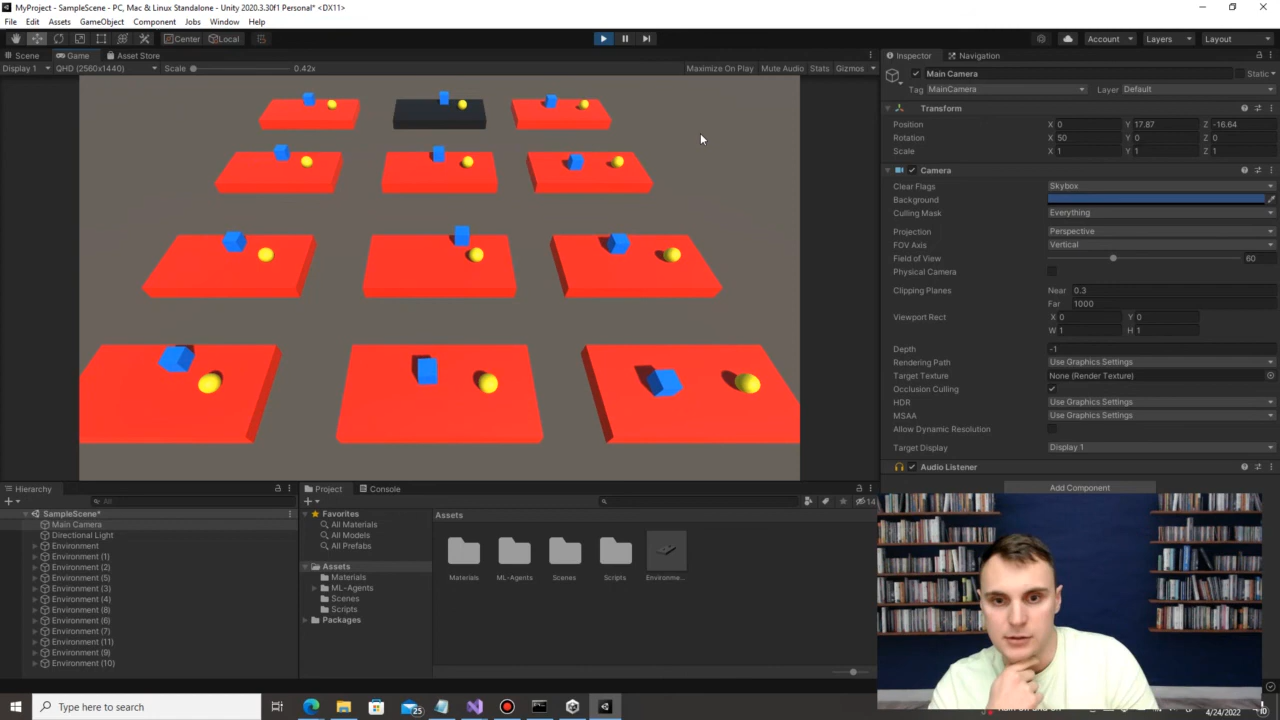 MyProject - SampleScene - PC, Mac & Linux Standalone - Unity 2020.3.30f1 Personal* <DX11>
File Edit Assets GameObject Component Jobs Window Help
Center Local Account Layers Layout
Scene Game Asset Store Inspector Navigation
Display 1 QHD (2560x1440) Scale 0.42x Maximize On Play Mute Audio Stats Gizmos
Main Camera Static
Tag MainCamera Layer Default
Transform
Position X 0 Y 17.87 Z -16.64
Rotation X 50 Y 0 Z 0
Scale X 1 Y 1 Z 1
Camera
Clear Flags Skybox
Background
Culling Mask Everything
Projection Perspective
FOV Axis Vertical
Field of View 60
Physical Camera
Clipping Planes Near 0.3
Far 1000
Viewport Rect X 0 Y 0
W 1 H 1
Depth -1
Rendering Path Use Graphics Settings
Target Texture None (Render Texture)
Occlusion Culling
HDR Use Graphics Settings
MSAA Use Graphics Settings
Allow Dynamic Resolution
Target Display Display 1
Audio Listener
Add Component
Hierarchy
All
SampleScene*
Main Camera
Directional Light
Environment
Environment (1)
Environment (2)
Environment (5)
Environment (3)
Environment (4)
Environment (8)
Environment (6)
Environment (7)
Environment (11)
Environment (9)
Environment (10)
Project Console
14
Favorites
All Materials
All Models
All Prefabs
Assets
Materials
ML-Agents
Scenes
Scripts
Packages
Assets
Materials ML-Agents Scenes Scripts Environme...
Type here to search
25
4/24/202